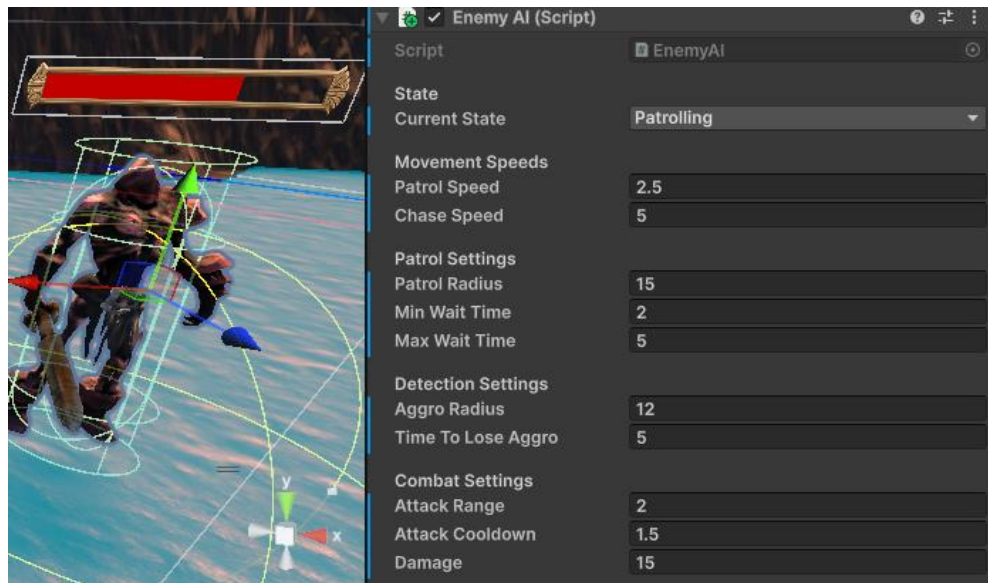 Enemy AI (Script)
Script EnemyAI
State
Current State Patrolling
Movement Speeds
Patrol Speed 2.5
Chase Speed 5
Patrol Settings
Patrol Radius 15
Min Wait Time 2
Max Wait Time 5
Detection Settings
Aggro Radius 12
Time To Lose Aggro 5
Combat Settings
Attack Range 2
Attack Cooldown 1.5
Damage 15
y
x